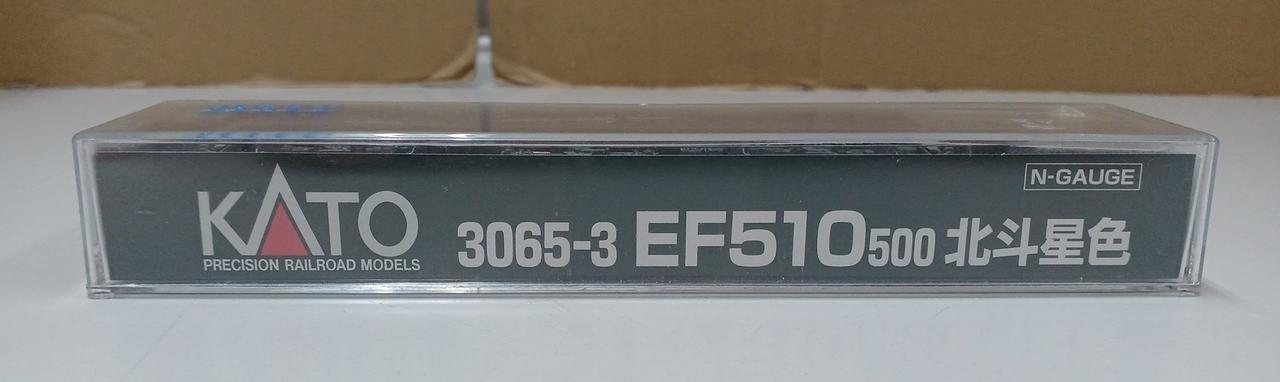 N-GAUGE
KATO
PRECISION RAILROAD MODELS
3065-3 EF510 500 北斗星色